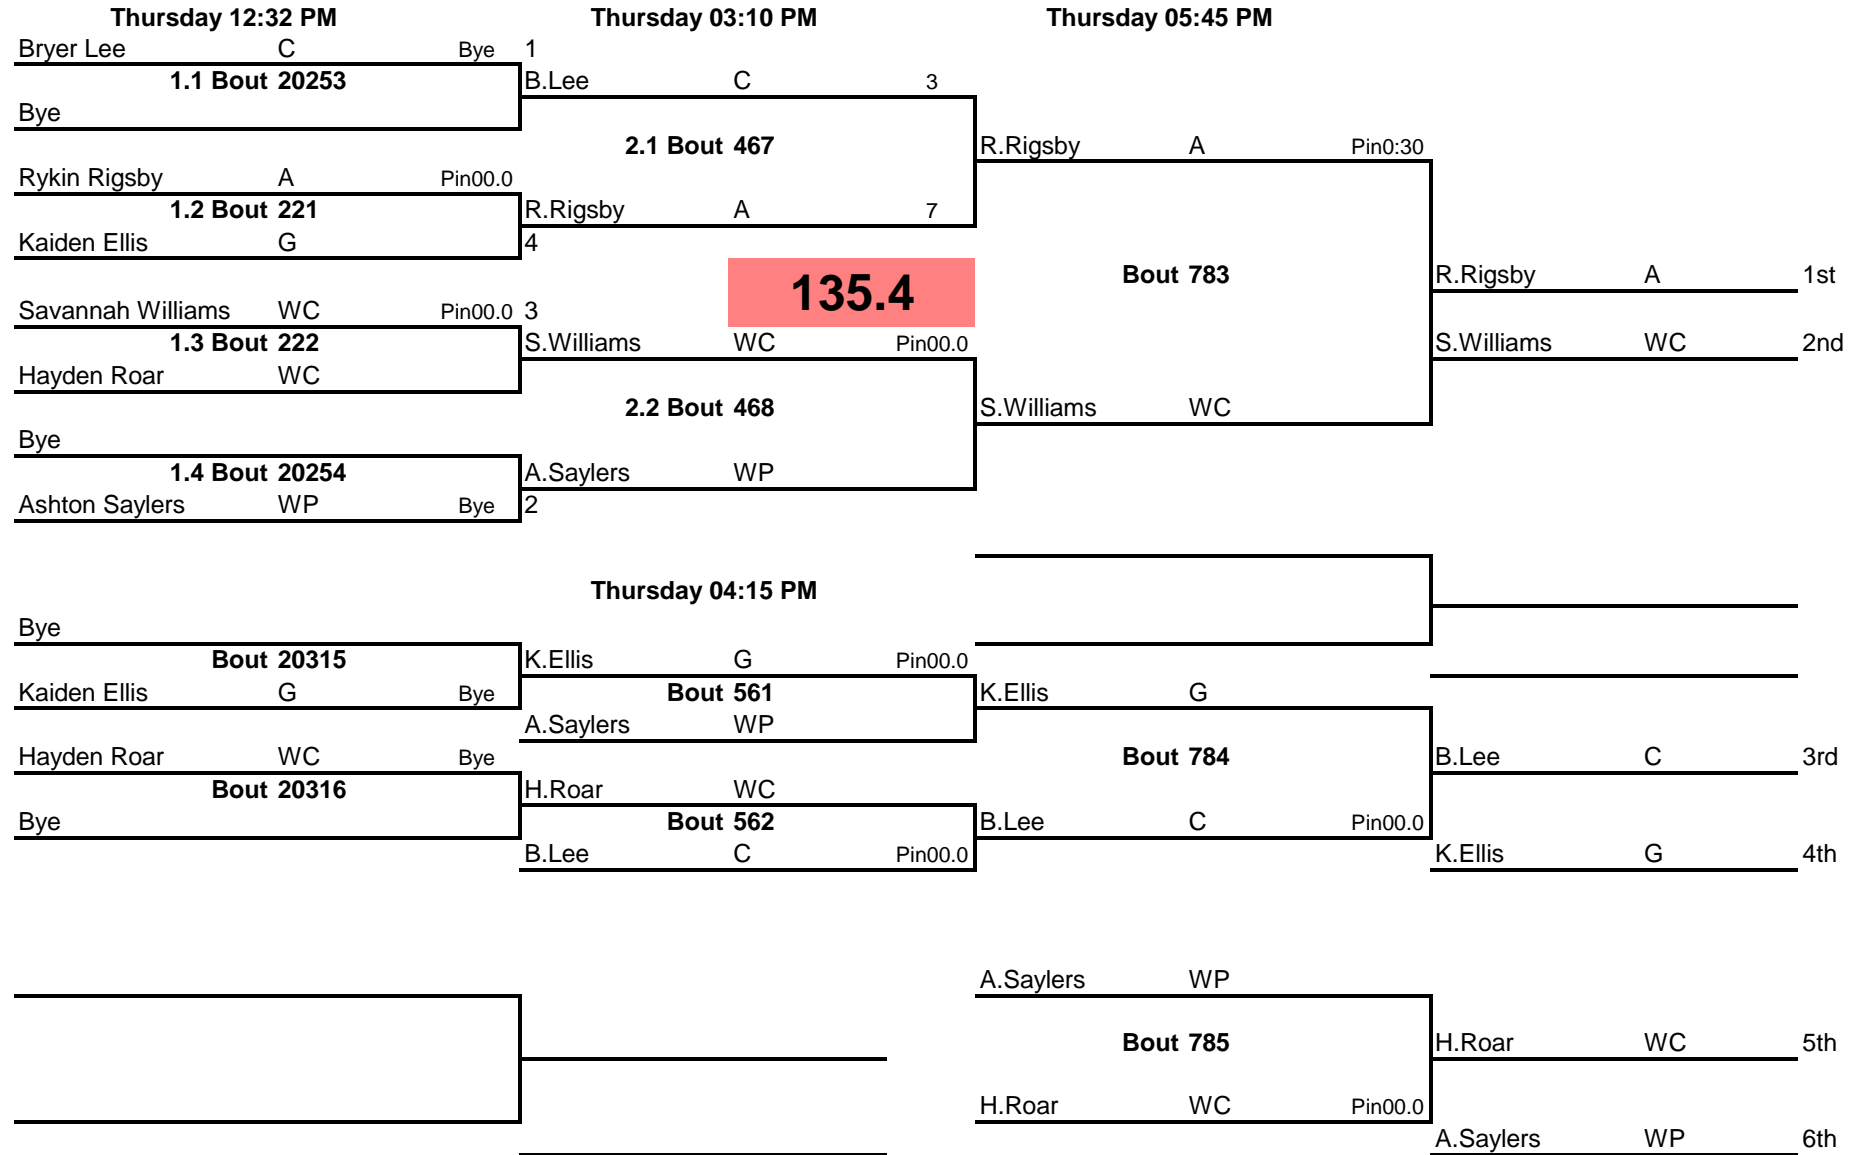 Thursday 12:32 PM Thursday 03:10 PM Thursday 05:45 PM
Bryer Lee C Bye 1
1.1 Bout 20253 B.Lee C 3
Bye
2.1 Bout 467 R.Rigsby A Pin0:30
Rykin Rigsby A Pin00.0
1.2 Bout 221 R.Rigsby A 7
Kaiden Ellis G 4
135.4 Bout 783 R.Rigsby A 1st
Savannah Williams WC Pin00.0 3
1.3 Bout 222 S.Williams WC Pin00.0 S.Williams WC 2nd
Hayden Roar WC
2.2 Bout 468 S.Williams WC
Bye
1.4 Bout 20254 A.Saylers WP
Ashton Saylers WP Bye 2
Thursday 04:15 PM
Bye
Bout 20315 K.Ellis G Pin00.0
Kaiden Ellis G Bye Bout 561 K.Ellis G
A.Saylers WP
Hayden Roar WC Bye Bout 784 B.Lee C 3rd
Bout 20316 H.Roar WC
Bye Bout 562 B.Lee C Pin00.0
B.Lee C Pin00.0 K.Ellis G 4th
A.Saylers WP
Bout 785 H.Roar WC 5th
H.Roar WC Pin00.0
A.Saylers WP 6th